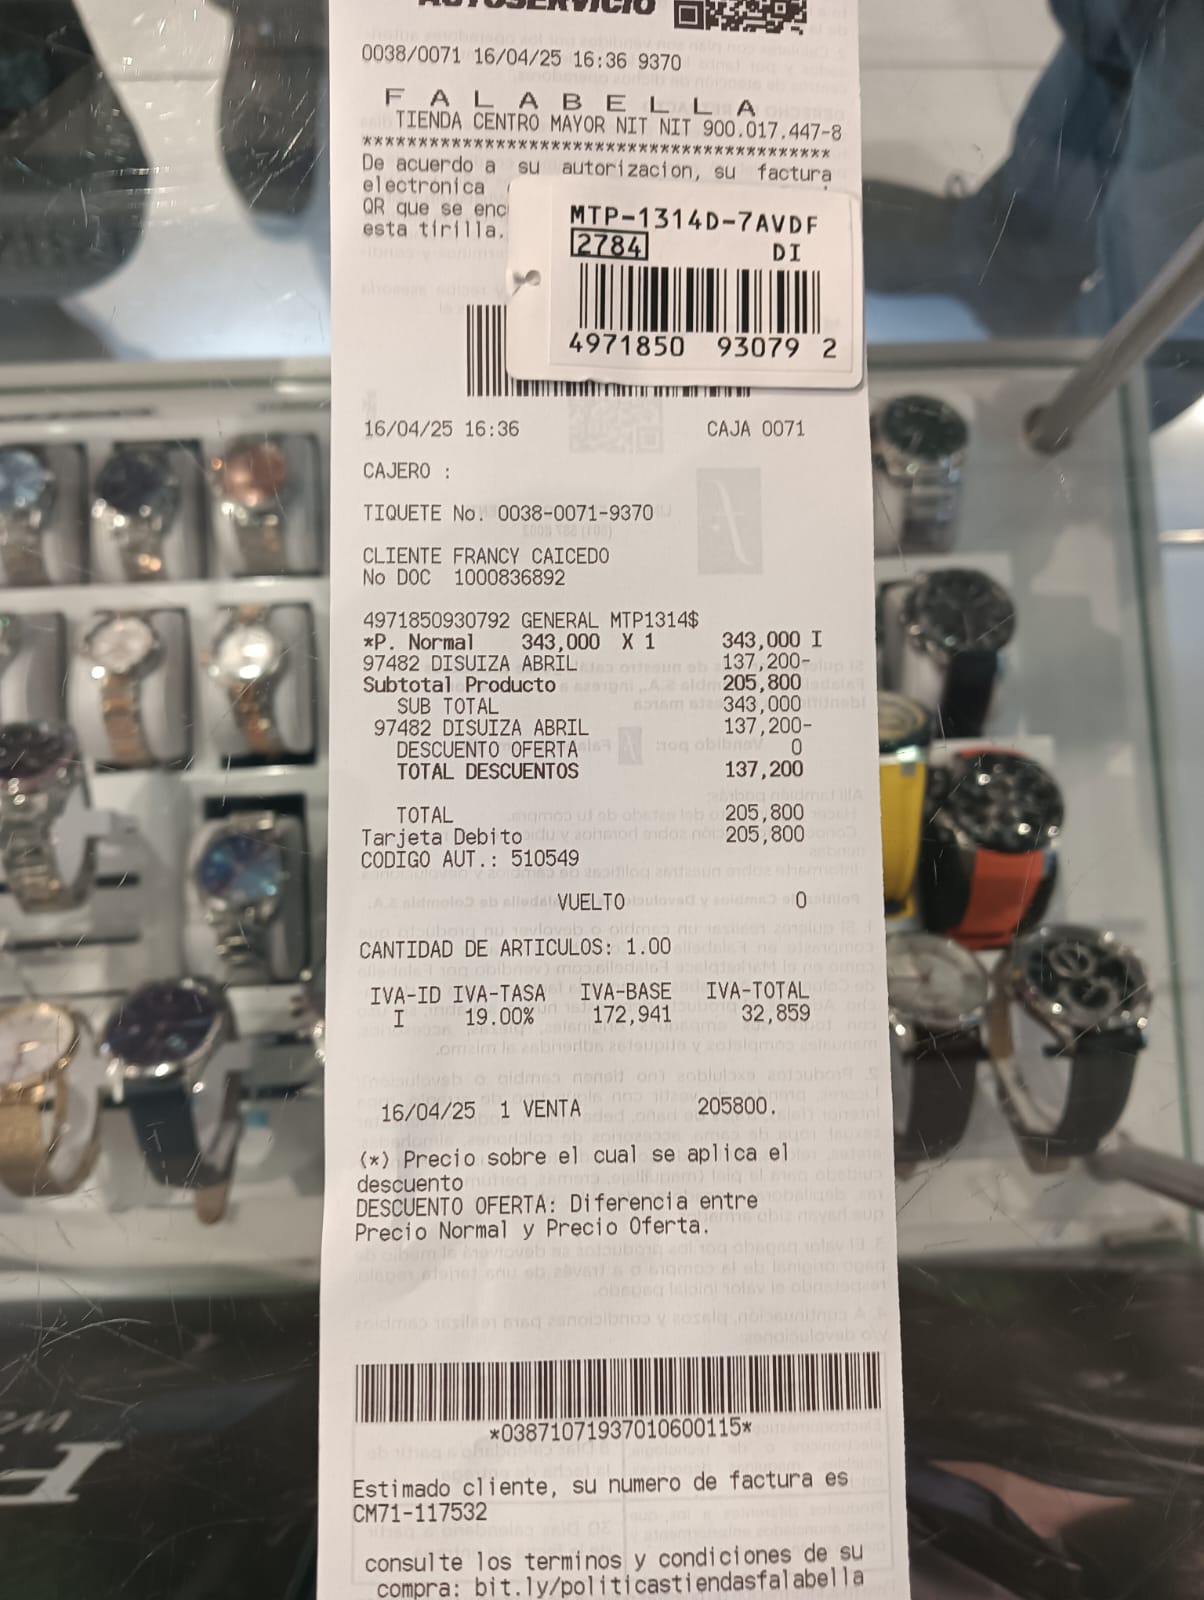 AUTOSERVICIO
0038/0071 16/04/25 16:36 9370
F A L A B E L L A
TIENDA CENTRO MAYOR NIT NIT 900.017.447-8
******************************************
De acuerdo a su autorizacion, su factura
electronica
QR que se enc
esta tirilla.
MTP-1314D-7AVDF
2784 DI
4971850 93079 2
16/04/25 16:36 CAJA 0071
CAJERO :
TIQUETE No. 0038-0071-9370
CLIENTE FRANCY CAICEDO
No DOC 1000836892
4971850930792 GENERAL MTP1314$
*P. Normal 343,000 X 1 343,000 I
97482 DISUIZA ABRIL 137,200-
Subtotal Producto 205,800
SUB TOTAL 343,000
97482 DISUIZA ABRIL 137,200-
DESCUENTO OFERTA 0
TOTAL DESCUENTOS 137,200
TOTAL 205,800
Tarjeta Debito 205,800
CODIGO AUT.: 510549
VUELTO 0
CANTIDAD DE ARTICULOS: 1.00
IVA-ID IVA-TASA IVA-BASE IVA-TOTAL
I 19.00% 172,941 32,859
16/04/25 1 VENTA 205800.
(*) Precio sobre el cual se aplica el
descuento
DESCUENTO OFERTA: Diferencia entre
Precio Normal y Precio Oferta.
*03871071937010600115*
Estimado cliente, su numero de factura es
CM71-117532
consulte los terminos y condiciones de su
compra: bit.ly/politicastiendasfalabella